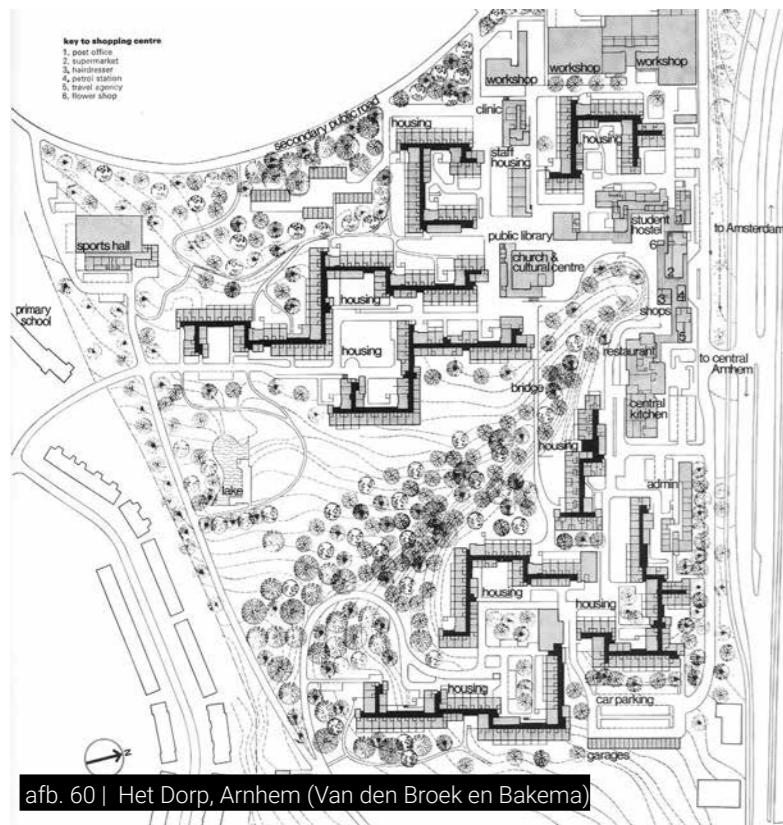 key to shopping centre
1, post office
2, supermarket
3, hairdresser
4, petrol station
5, travel agency
6, flower shop
workshop
workshop
workshop
clinic
secondary public road
housing
housing
staff
housing
student
hostel
1
to Amsterdam
public library
6
sports hall
church &
cultural centre
2
housing
3
4
shops
primary
school
5
housing
restaurant
to central
Arnhem
bridge
central
kitchen
housing
lake
admin
housing
housing
housing
car parking
N
garages
afb. 60 | Het Dorp, Arnhem (Van den Broek en Bakema)